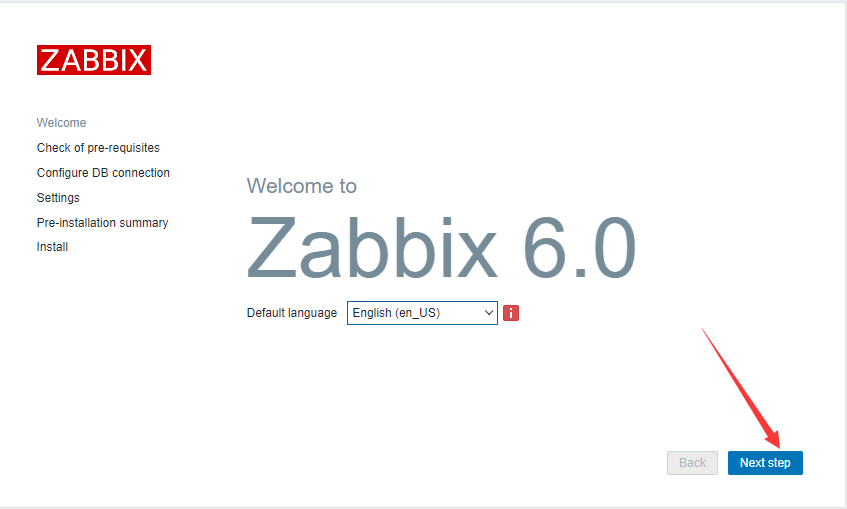 ZABBIX
Welcome
Check of pre-requisites
Configure DB connection
Settings
Pre-installation summary
Install
Welcome to
Zabbix 6.0
Default language English (en_US) i
Back Next step